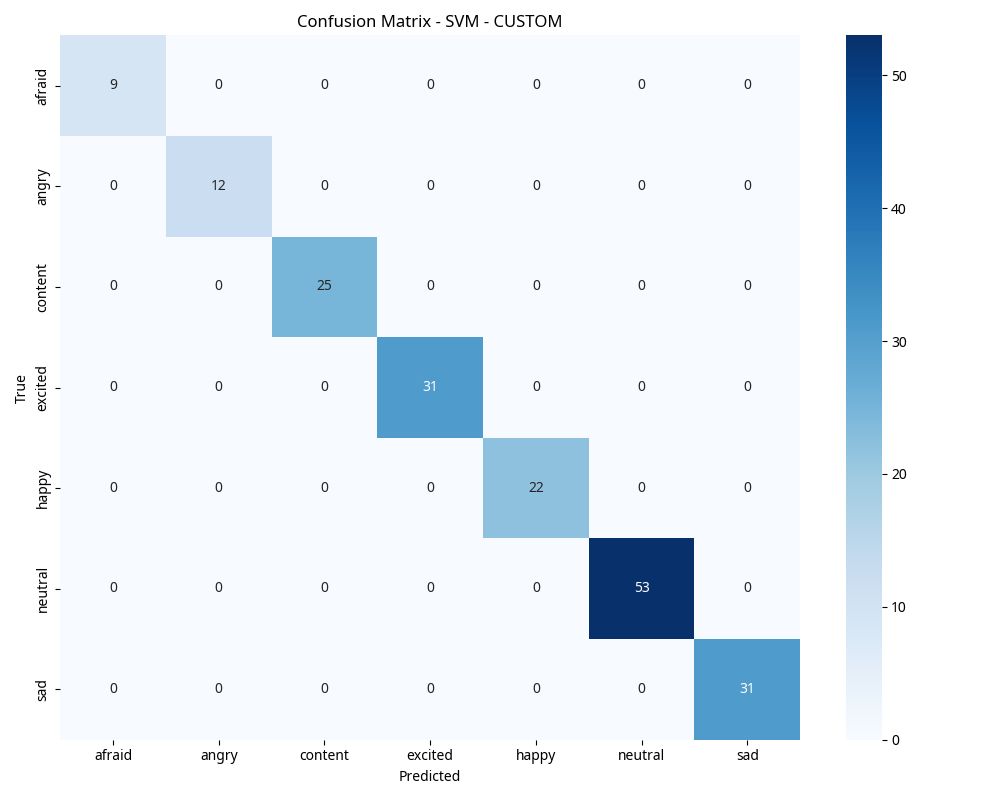 Confusion Matrix - SVM - CUSTOM
afraid 9 0 0 0 0 0 0
angry 0 12 0 0 0 0 0
content 0 0 25 0 0 0 0
excited 0 0 0 31 0 0 0
happy 0 0 0 0 22 0 0
neutral 0 0 0 0 0 53 0
sad 0 0 0 0 0 0 31
True
afraid angry content excited happy neutral sad
Predicted
50
40
30
20
10
0